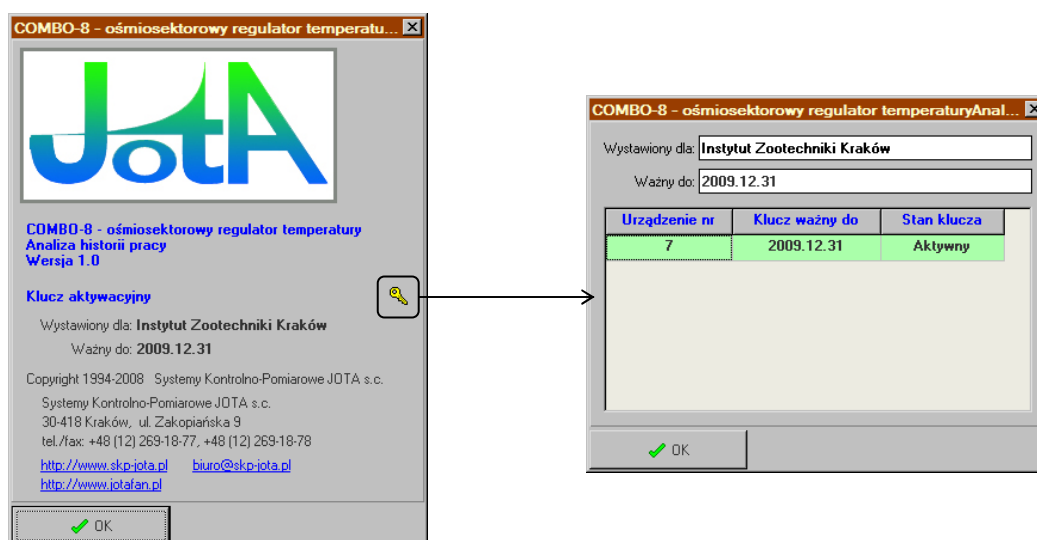 COMBO-8 - ośmiosektorowy regulator temperatu...
JotA
COMBO-8 - ośmiosektorowy regulator temperatury
Analiza historii pracy
Wersja 1.0
Klucz aktywacyjny
Wystawiony dla: Instytut Zootechniki Kraków
Ważny do: 2009.12.31
Copyright 1994-2008 Systemy Kontrolno-Pomiarowe JOTA s.c.
Systemy Kontrolno-Pomiarowe JOTA s.c.
30-418 Kraków, ul. Zakopiańska 9
tel./fax: +48 (12) 269-18-77, +48 (12) 269-18-78
http://www.skp-jota.pl biuro@skp-jota.pl
http://www.jotafan.pl
OK
COMBO-8 - ośmiosektorowy regulator temperaturyAnal...
Wystawiony dla: Instytut Zootechniki Kraków
Ważny do: 2009.12.31
Urządzenie nr Klucz ważny do Stan klucza
7 2009.12.31 Aktywny
OK